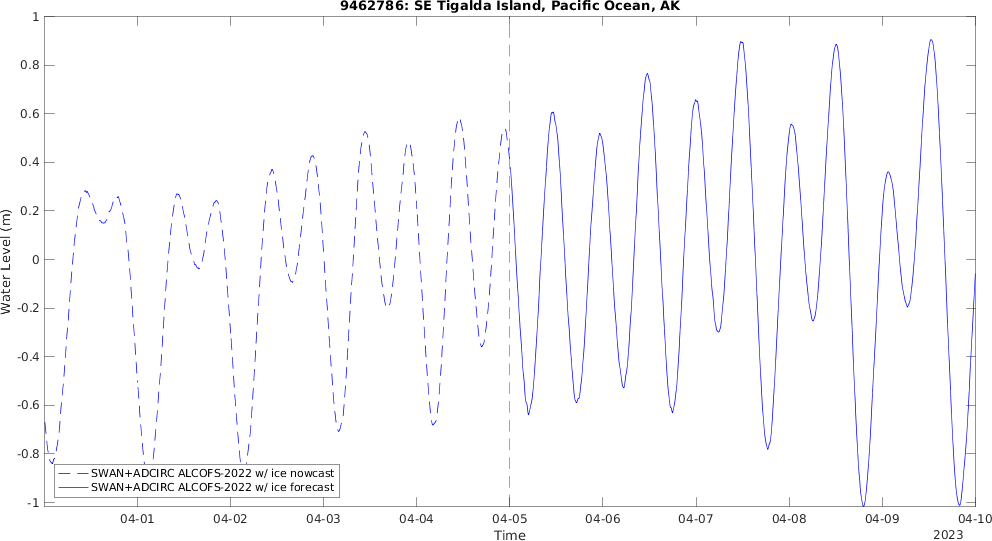 9462786: SE Tigalda Island, Pacific Ocean, AK
1
0.8
0.6
0.4
0.2
0
-0.2
-0.4
-0.6
-0.8
-1
Water Level (m)
SWAN+ADCIRC ALCOFS-2022 w/ ice nowcast
SWAN+ADCIRC ALCOFS-2022 w/ ice forecast
04-01 04-02 04-03 04-04 04-05 04-06 04-07 04-08 04-09 04-10
Time
2023